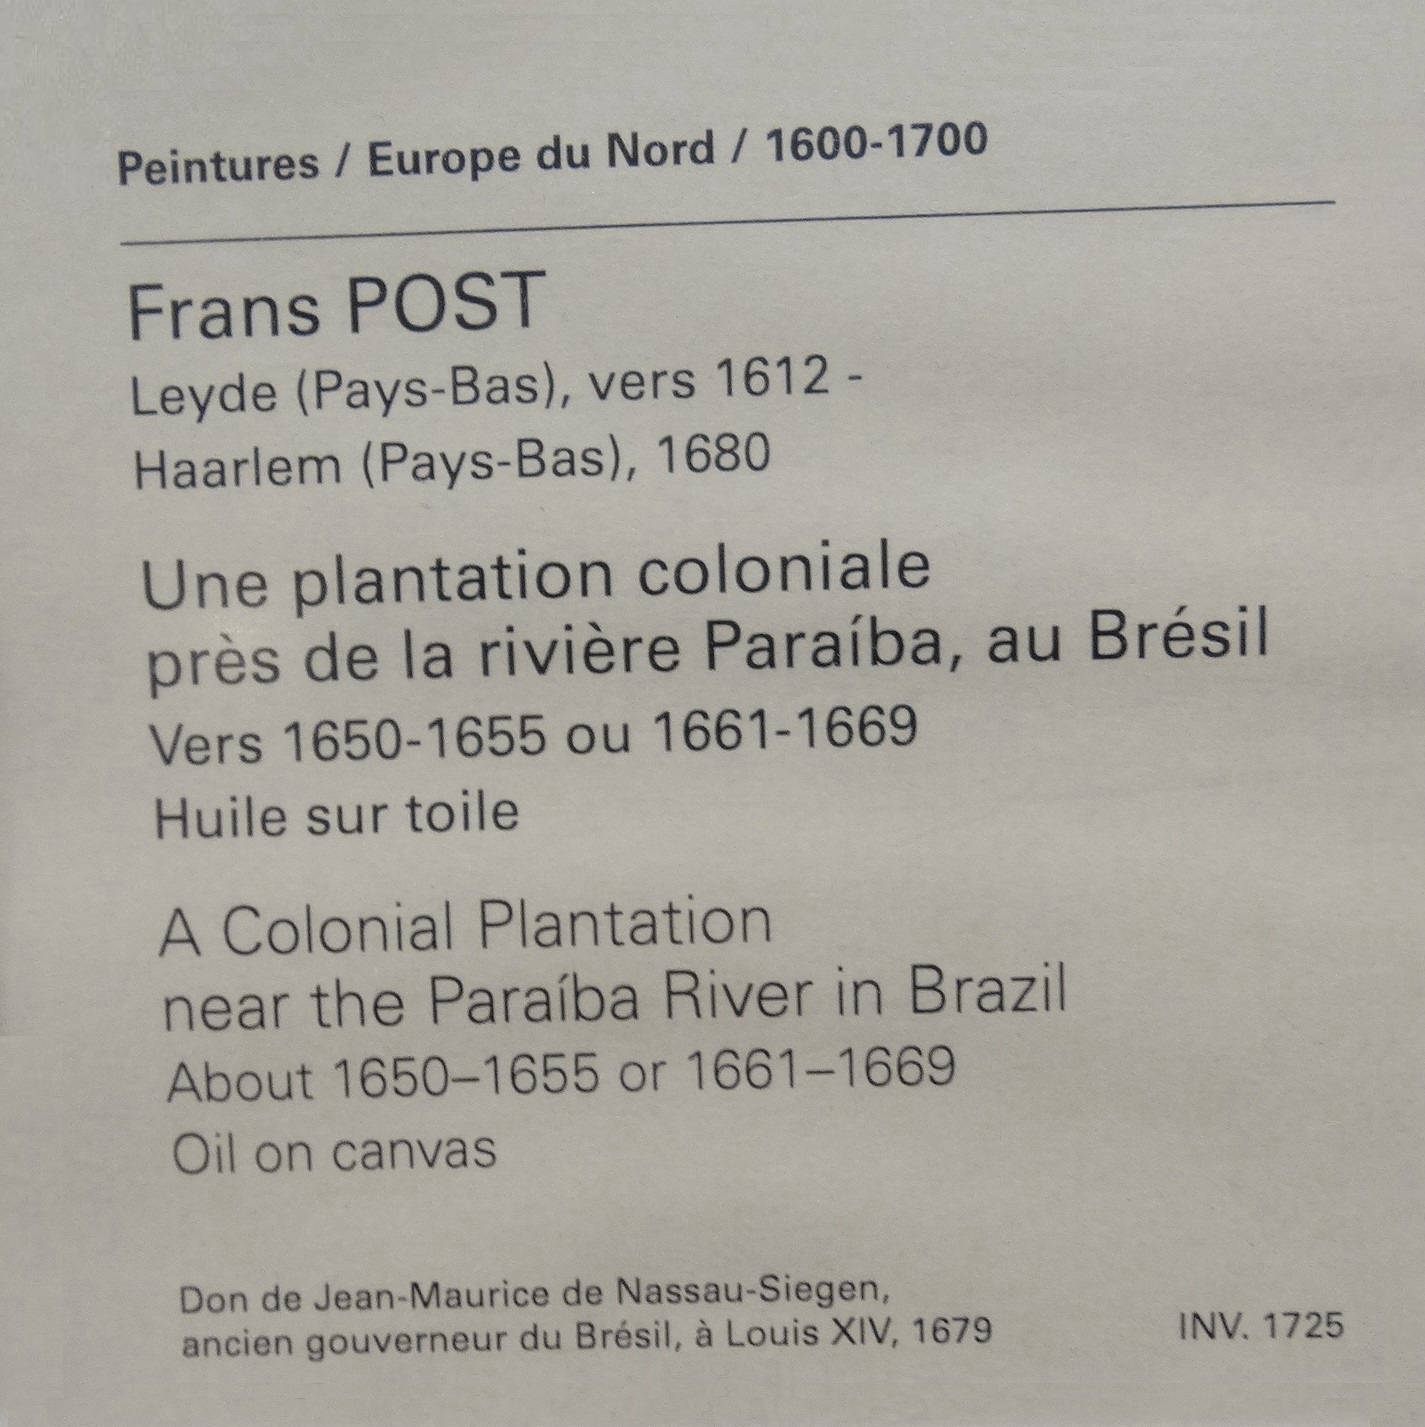 Peintures / Europe du Nord / 1600-1700
Frans POST
Leyde (Pays-Bas), vers 1612 -
Haarlem (Pays-Bas), 1680
Une plantation coloniale
près de la rivière Paraíba, au Brésil
Vers 1650-1655 ou 1661-1669
Huile sur toile
A Colonial Plantation
near the Paraíba River in Brazil
About 1650–1655 or 1661–1669
Oil on canvas
Don de Jean-Maurice de Nassau-Siegen,
ancien gouverneur du Brésil, à Louis XIV, 1679
INV. 1725